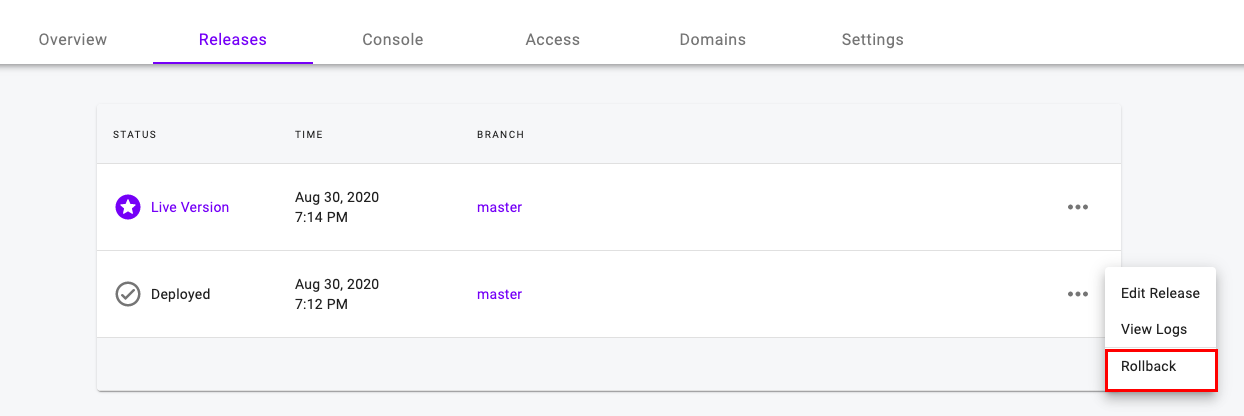 Overview Releases Console Access Domains Settings
STATUS TIME BRANCH
Live Version Aug 30, 2020 master
7:14 PM
Deployed Aug 30, 2020 master
7:12 PM
Edit Release
View Logs
Rollback